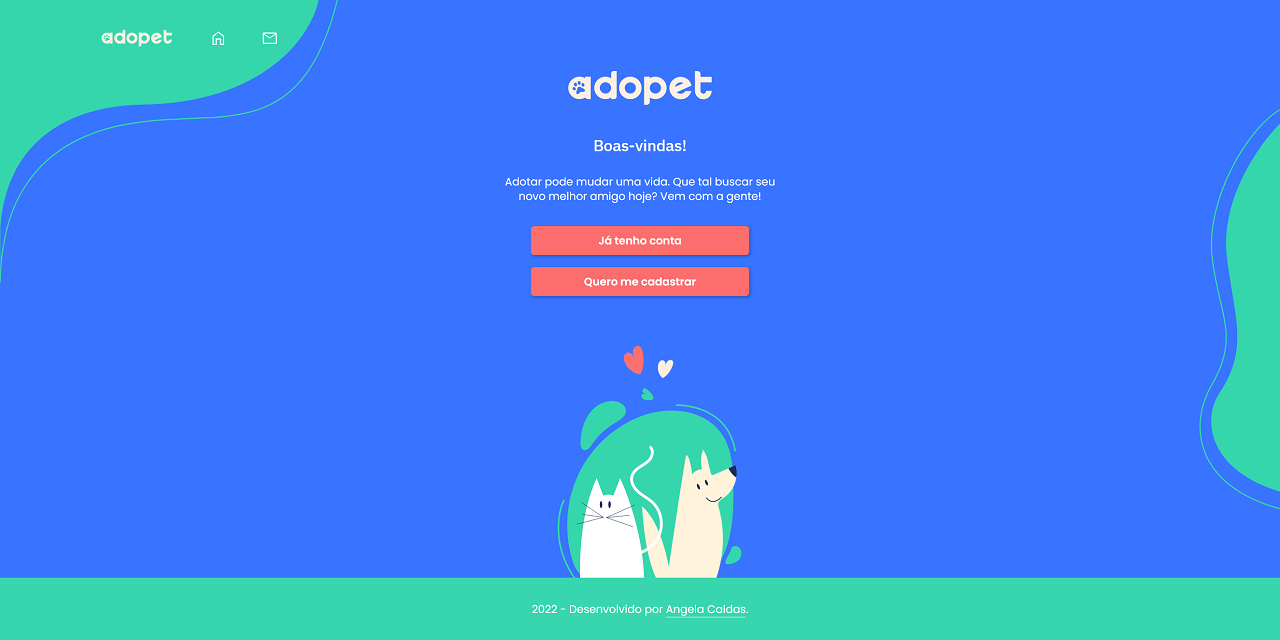 adopet
adopet
Boas-vindas!
Adotar pode mudar uma vida. Que tal buscar seu
novo melhor amigo hoje? Vem com a gente!
Já tenho conta
Quero me cadastrar
2022 - Desenvolvido por Angela Caldas.